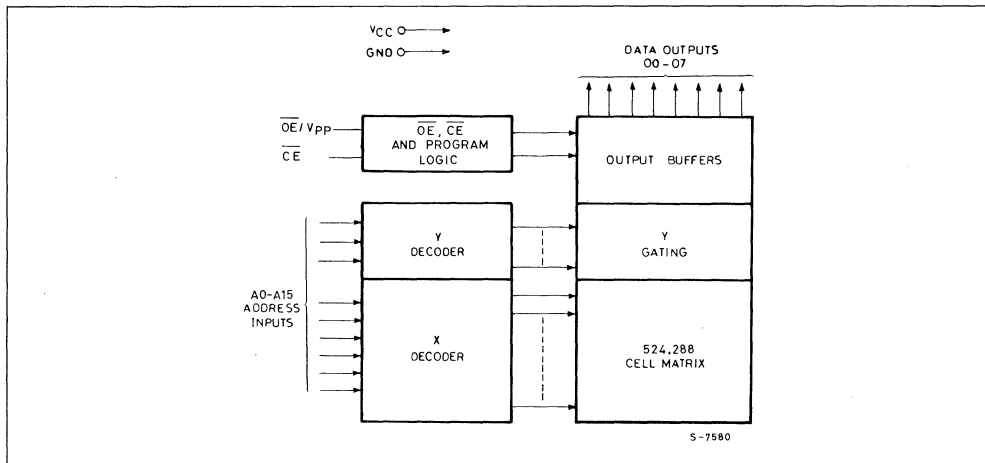 VCC
GND
DATA OUTPUTS
O0-O7
OE/VPP
CE
OE, CE
AND PROGRAM
LOGIC
OUTPUT BUFFERS
Y
DECODER
Y
GATING
A0-A15
ADDRESS
INPUTS
X
DECODER
524.288
CELL MATRIX
S-7580